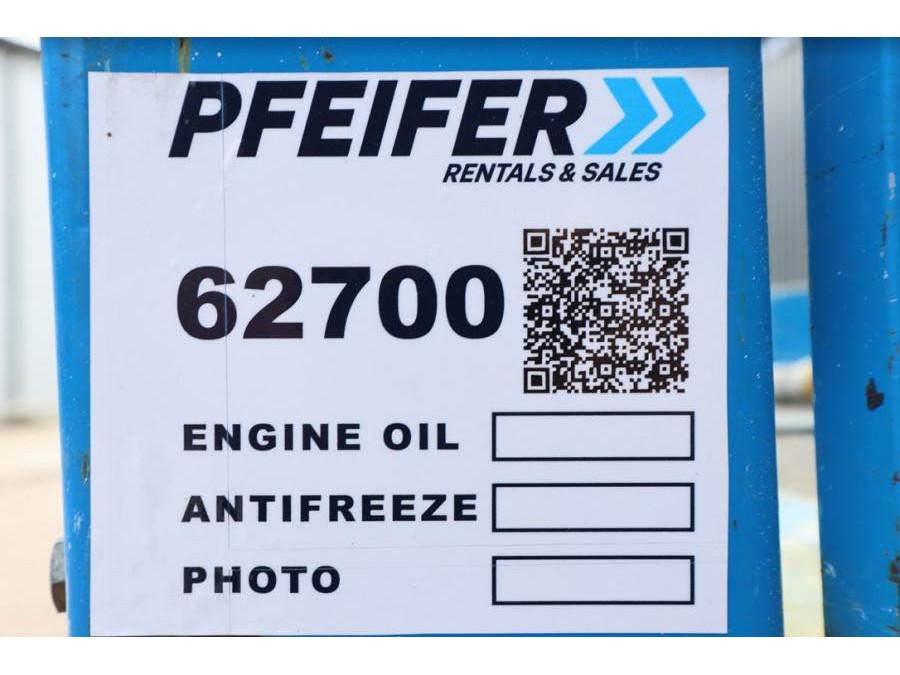 PFEIFER
RENTALS & SALES
62700
ENGINE OIL
ANTIFREEZE
PHOTO